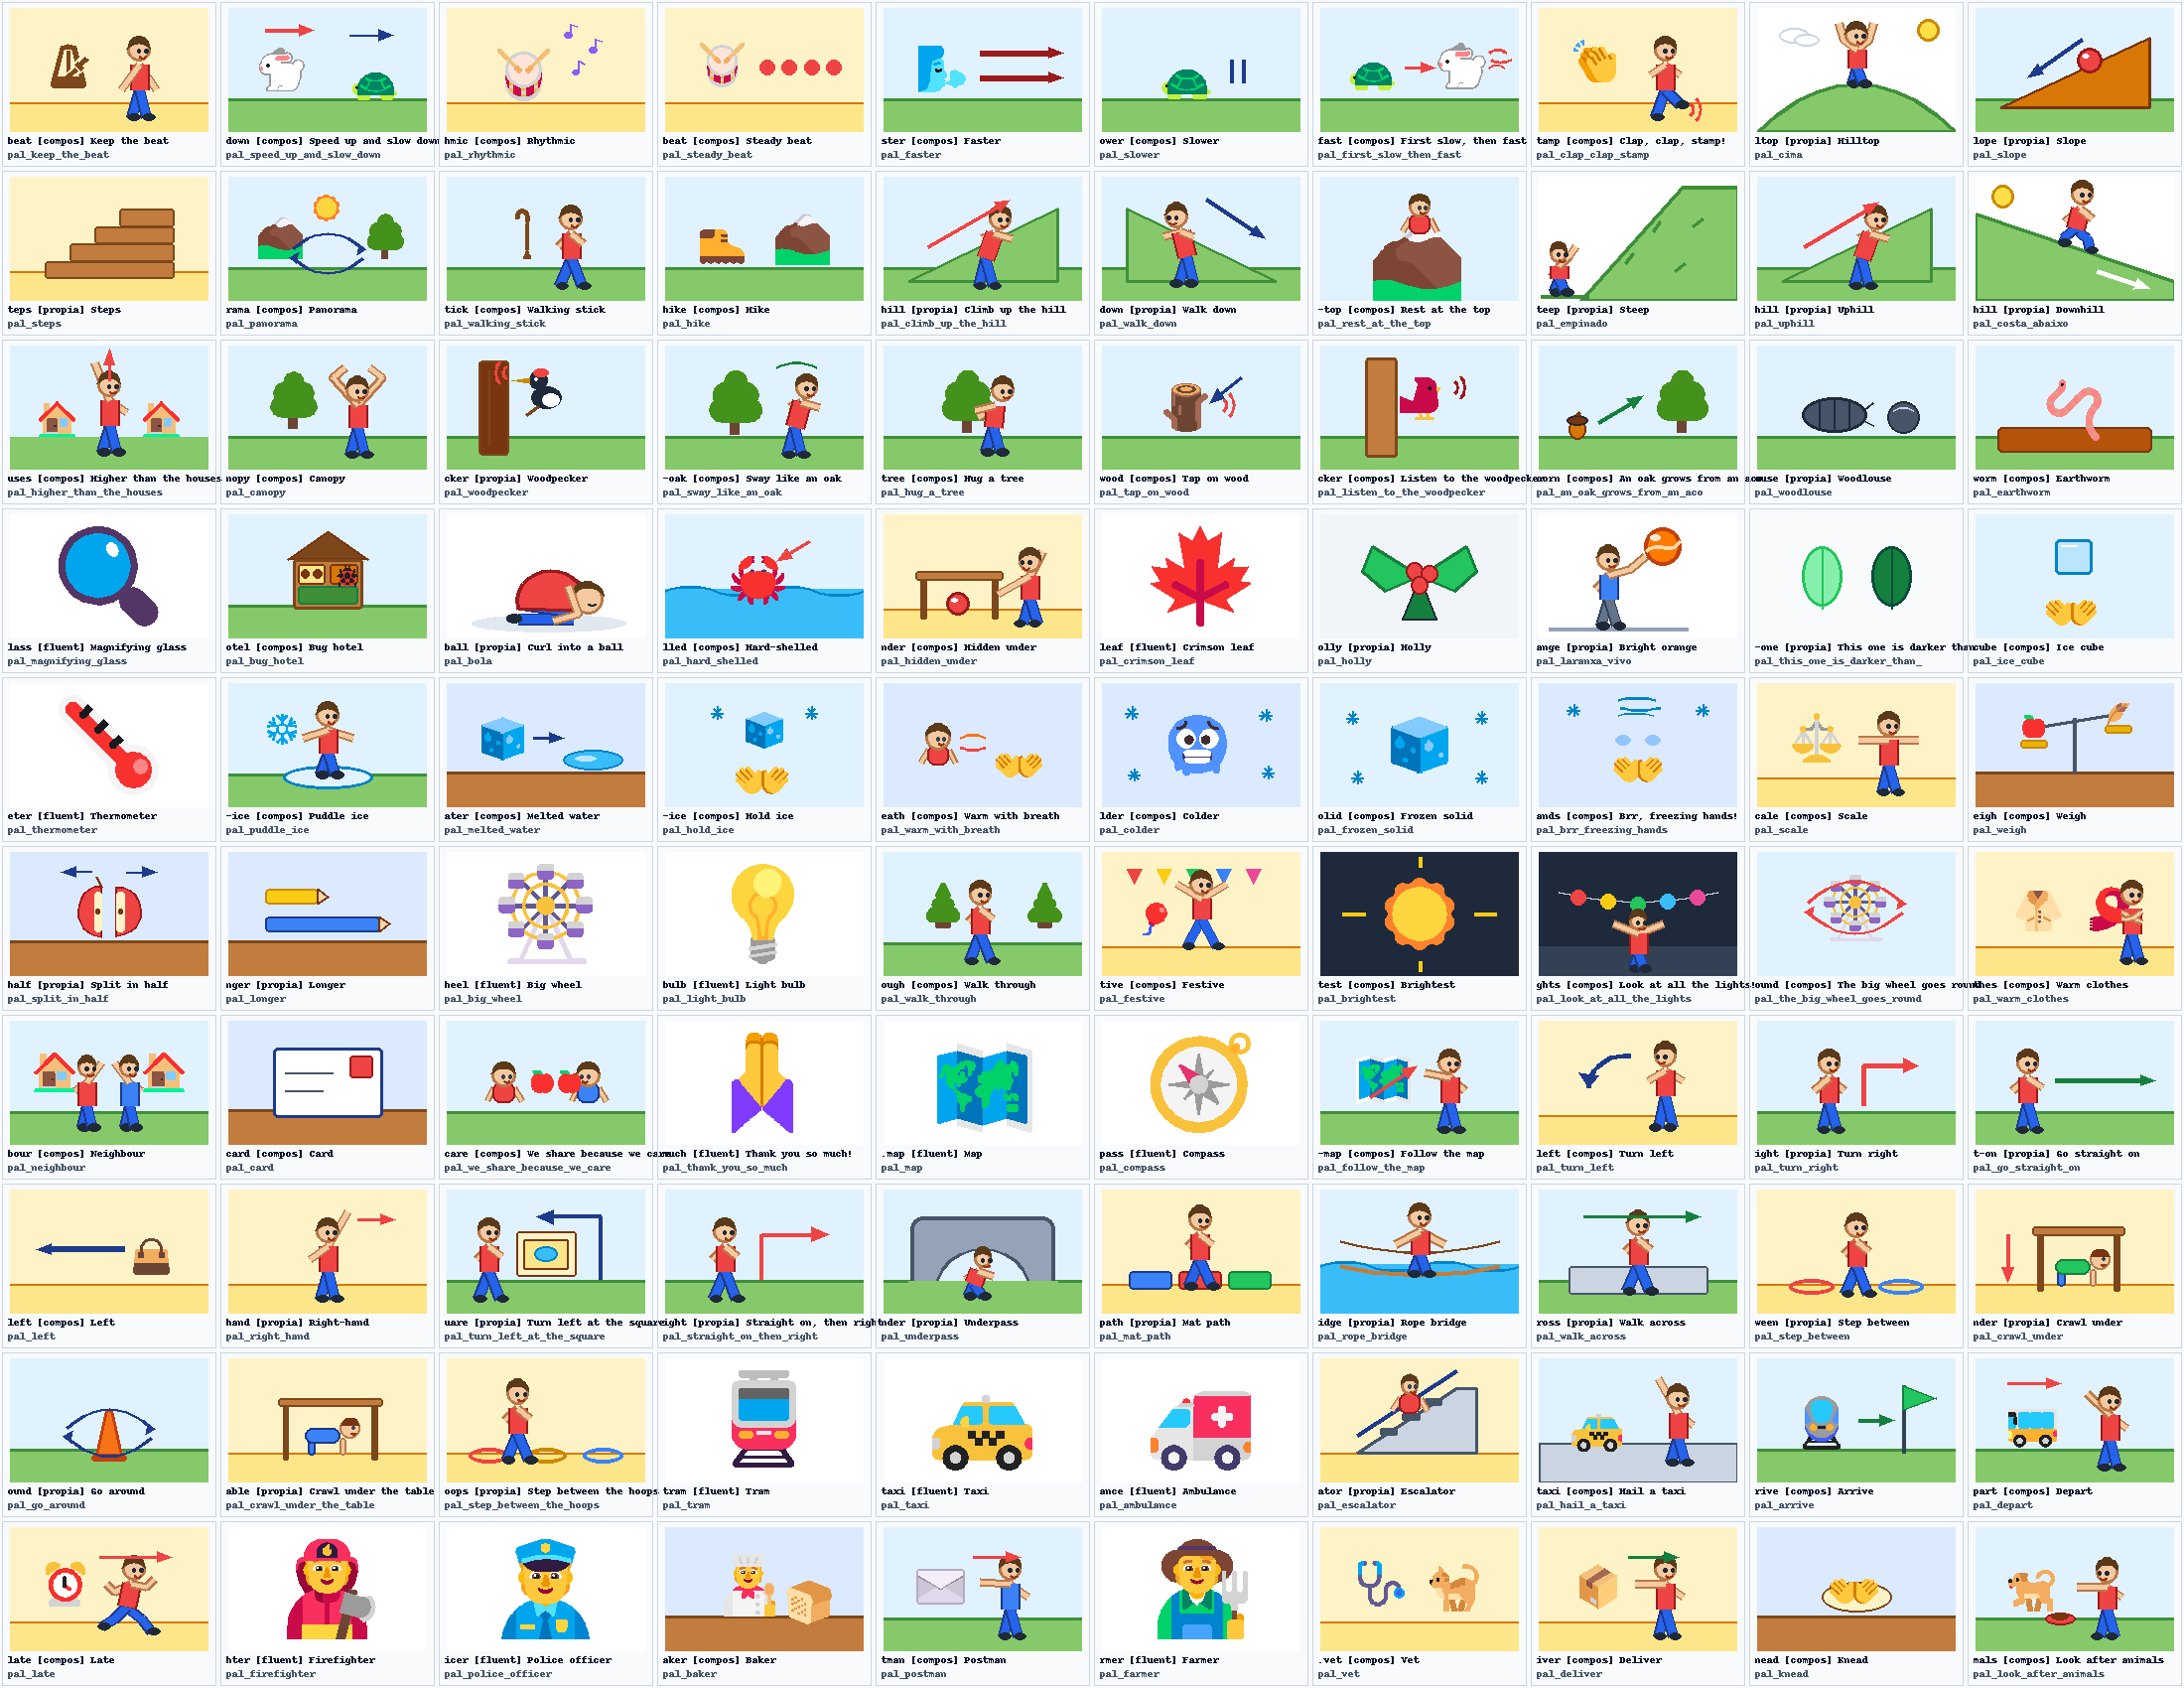 beat [compos] Keep the beat
pal_keep_the_beat
down [compos] Speed up and slow down
pal_speed_up_and_slow_down
hmic [compos] Rhythmic
pal_rhythmic
beat [compos] Steady beat
pal_steady_beat
ster [compos] Faster
pal_faster
ower [compos] Slower
pal_slower
fast [compos] First slow, then fast
pal_first_slow_then_fast
tamp [compos] Clap, clap, stamp!
pal_clap_clap_stamp
ltop [propia] Hilltop
pal_cima
lope [propia] Slope
pal_slope
teps [propia] Steps
pal_steps
rama [compos] Panorama
pal_panorama
tick [compos] Walking stick
pal_walking_stick
hike [compos] Hike
pal_hike
hill [propia] Climb up the hill
pal_climb_up_the_hill
down [propia] Walk down
pal_walk_down
-top [compos] Rest at the top
pal_rest_at_the_top
teep [propia] Steep
pal_empinado
hill [propia] Uphill
pal_uphill
hill [propia] Downhill
pal_costa_abaixo
uses [compos] Higher than the houses
pal_higher_than_the_houses
nopy [compos] Canopy
pal_canopy
cker [propia] Woodpecker
pal_woodpecker
-oak [compos] Sway like an oak
pal_sway_like_an_oak
tree [compos] Hug a tree
pal_hug_a_tree
wood [compos] Tap on wood
pal_tap_on_wood
cker [compos] Listen to the woodpecker
pal_listen_to_the_woodpecker
orn [compos] An oak grows from an aco
pal_an_oak_grows_from_an_aco
ouse [propia] Woodlouse
pal_woodlouse
worm [compos] Earthworm
pal_earthworm
lass [fluent] Magnifying glass
pal_magnifying_glass
otel [compos] Bug hotel
pal_bug_hotel
ball [propia] Curl into a ball
pal_bola
lled [compos] Hard-shelled
pal_hard_shelled
nder [compos] Hidden under
pal_hidden_under
leaf [fluent] Crimson leaf
pal_crimson_leaf
olly [propia] Holly
pal_holly
ange [propia] Bright orange
pal_laranxa_vivo
-one [propia] This one is darker than
pal_this_one_is_darker_than_
cube [compos] Ice cube
pal_ice_cube
eter [fluent] Thermometer
pal_thermometer
-ice [compos] Puddle ice
pal_puddle_ice
ater [compos] Melted water
pal_melted_water
-ice [compos] Hold ice
pal_hold_ice
eath [compos] Warm with breath
pal_warm_with_breath
lder [compos] Colder
pal_colder
olid [compos] Frozen solid
pal_frozen_solid
ands [compos] Brr, freezing hands!
pal_brr_freezing_hands
cale [compos] Scale
pal_scale
eigh [compos] Weigh
pal_weigh
half [propia] Split in half
pal_split_in_half
nger [propia] Longer
pal_longer
heel [fluent] Big wheel
pal_big_wheel
bulb [fluent] Light bulb
pal_light_bulb
ough [compos] Walk through
pal_walk_through
tive [compos] Festive
pal_festive
test [compos] Brightest
pal_brightest
ghts [compos] Look at all the lights!
pal_look_at_all_the_lights
ound [compos] The big wheel goes round
pal_the_big_wheel_goes_round
thes [compos] Warm clothes
pal_warm_clothes
bour [compos] Neighbour
pal_neighbour
card [compos] Card
pal_card
care [compos] We share because we care
pal_we_share_because_we_care
much [fluent] Thank you so much!
pal_thank_you_so_much
.map [fluent] Map
pal_map
pass [fluent] Compass
pal_compass
-map [compos] Follow the map
pal_follow_the_map
left [compos] Turn left
pal_turn_left
ight [propia] Turn right
pal_turn_right
t-on [propia] Go straight on
pal_go_straight_on
left [compos] Left
pal_left
hand [propia] Right-hand
pal_right_hand
uare [propia] Turn left at the square
pal_turn_left_at_the_square
ight [propia] Straight on, then right
pal_straight_on_then_right
nder [propia] Underpass
pal_underpass
path [propia] Mat path
pal_mat_path
idge [propia] Rope bridge
pal_rope_bridge
ross [propia] Walk across
pal_walk_across
ween [propia] Step between
pal_step_between
nder [propia] Crawl under
pal_crawl_under
ound [propia] Go around
pal_go_around
able [propia] Crawl under the table
pal_crawl_under_the_table
oops [propia] Step between the hoops
pal_step_between_the_hoops
tram [fluent] Tram
pal_tram
taxi [fluent] Taxi
pal_taxi
ance [fluent] Ambulance
pal_ambulance
ator [propia] Escalator
pal_escalator
taxi [compos] Hail a taxi
pal_hail_a_taxi
rive [compos] Arrive
pal_arrive
part [compos] Depart
pal_depart
late [compos] Late
pal_late
hter [fluent] Firefighter
pal_firefighter
icer [fluent] Police officer
pal_police_officer
aker [compos] Baker
pal_baker
tman [compos] Postman
pal_postman
rmer [fluent] Farmer
pal_farmer
.vet [compos] Vet
pal_vet
iver [compos] Deliver
pal_deliver
nead [compos] Knead
pal_knead
mals [compos] Look after animals
pal_look_after_animals